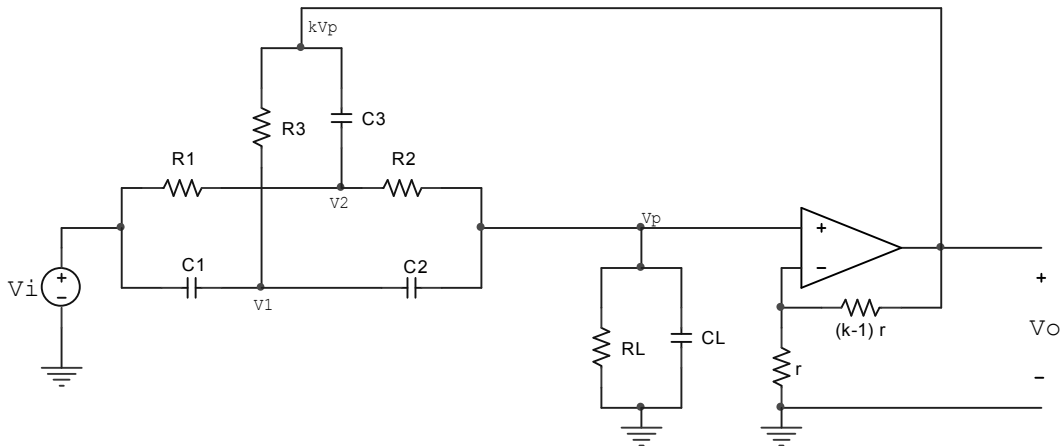 kVp
R3
C3
R1
R2
V2
Vp
C1
C2
V1
+
−
Vi
+
−
RL
CL
(k-1) r
r
+
Vo
−